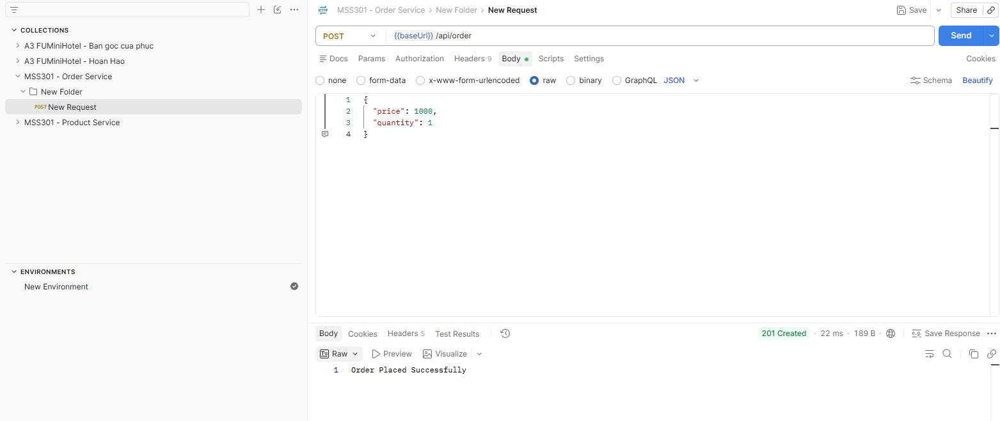 COLLECTIONS
A3 FUMiniHotel - Ban goc cua phuc
A3 FUMiniHotel - Hoan Hao
MSS301 - Order Service
New Folder
POST New Request
MSS301 - Product Service
ENVIRONMENTS
New Environment
HTTP MSS301 - Order Service > New Folder > New Request Save Share
POST {{baseUrl}} /api/order Send
Docs Params Authorization Headers 9 Body Scripts Settings Cookies
none form-data x-www-form-urlencoded raw binary GraphQL JSON Schema Beautify
1 {
2 "price": 1000,
3 "quantity": 1
4 }
Body Cookies Headers 5 Test Results 201 Created • 22 ms • 189 B • e.g. Save Response
Raw Preview Visualize
1 Order Placed Successfully